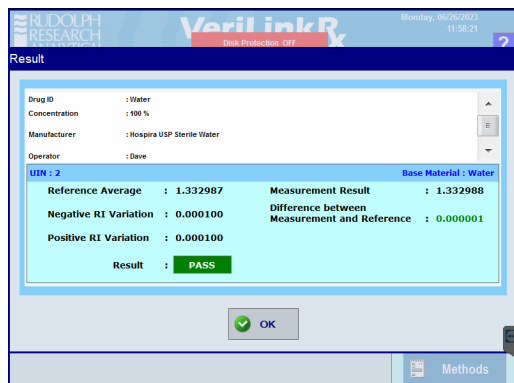 RUDOLPH
RESEARCH
ANALYTICAL
VeriLinkRx
Disk Protection OFF
Monday, 06/26/2023
11:58:21
?
Result
Drug ID : Water
Concentration : 100 %
Manufacturer : Hospira USP Sterile Water
Operator : Dave
UIN : 2 Base Material : Water
Reference Average : 1.332987 Measurement Result : 1.332988
Negative RI Variation : 0.000100 Difference between
Measurement and Reference : 0.000001
Positive RI Variation : 0.000100
Result : PASS
OK
Methods